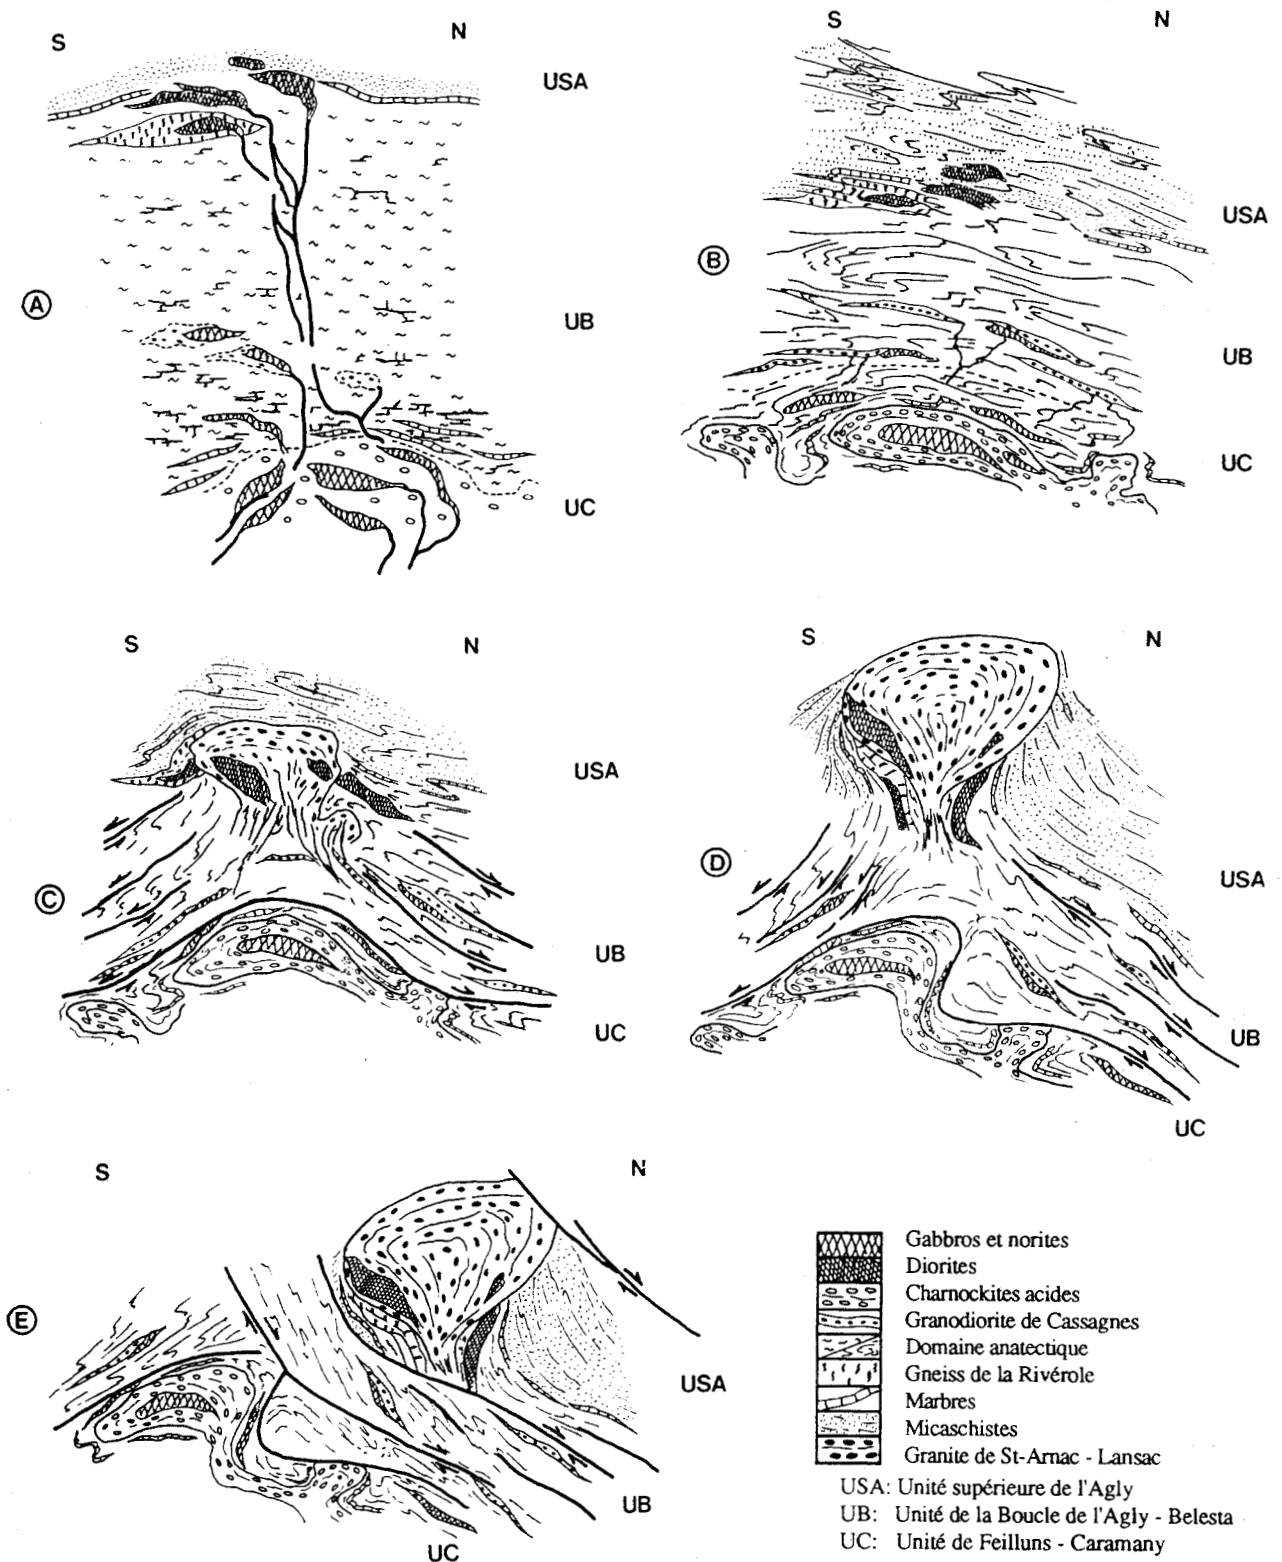 S
N
USA
A
UB
UC
S
N
USA
B
UB
UC
S
N
USA
C
UB
UC
S
N
D
USA
UB
UC
S
N
E
USA
UB
UC
Gabbros et norites
Diorites
Charnockites acides
Granodiorite de Cassagnes
Domaine anatectique
Gneiss de la Rivérole
Marbres
Micaschistes
Granite de St-Arnac - Lansac
USA: Unité supérieure de l'Agly
UB: Unité de la Boucle de l'Agly - Belesta
UC: Unité de Feilluns - Caramany